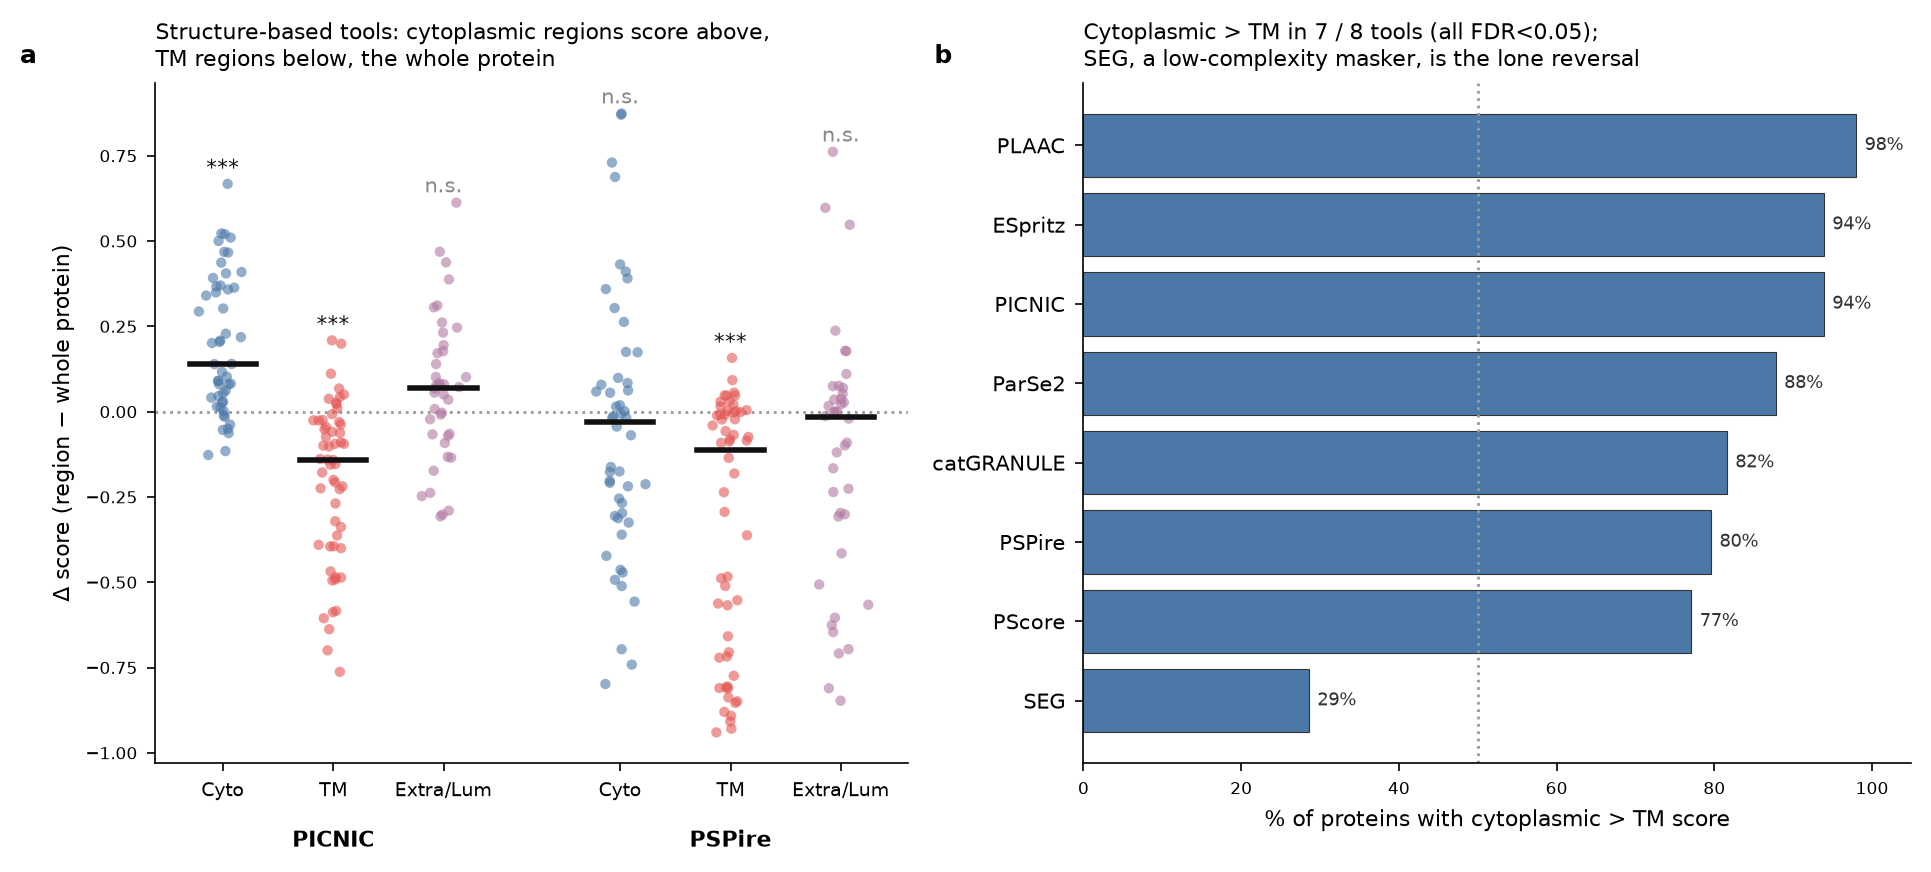 a
Structure-based tools: cytoplasmic regions score above,
TM regions below, the whole protein
Δ score (region − whole protein)
0.75
0.50
0.25
0.00
−0.25
−0.50
−0.75
−1.00
***
***
n.s.
n.s.
***
n.s.
Cyto
TM
Extra/Lum
Cyto
TM
Extra/Lum
PICNIC
PSPire
b
Cytoplasmic > TM in 7 / 8 tools (all FDR<0.05);
SEG, a low-complexity masker, is the lone reversal
PLAAC
98%
ESpritz
94%
PICNIC
94%
ParSe2
88%
catGRANULE
82%
PSPire
80%
PScore
77%
SEG
29%
0
20
40
60
80
100
% of proteins with cytoplasmic > TM score